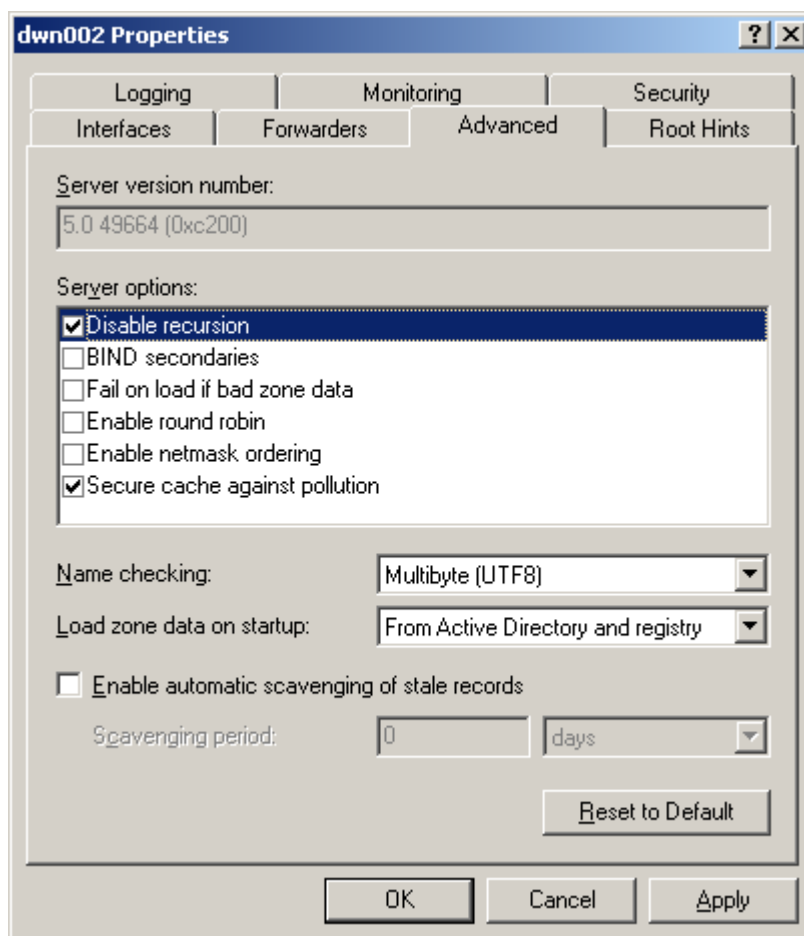 dwn002 Properties
Logging Monitoring Security
Interfaces Forwarders Advanced Root Hints
Server version number:
5.0 49664 (0xc200)
Server options:
Disable recursion
BIND secondaries
Fail on load if bad zone data
Enable round robin
Enable netmask ordering
Secure cache against pollution
Name checking: Multibyte (UTF8)
Load zone data on startup: From Active Directory and registry
Enable automatic scavenging of stale records
Scavenging period: 0 days
Reset to Default
OK Cancel Apply